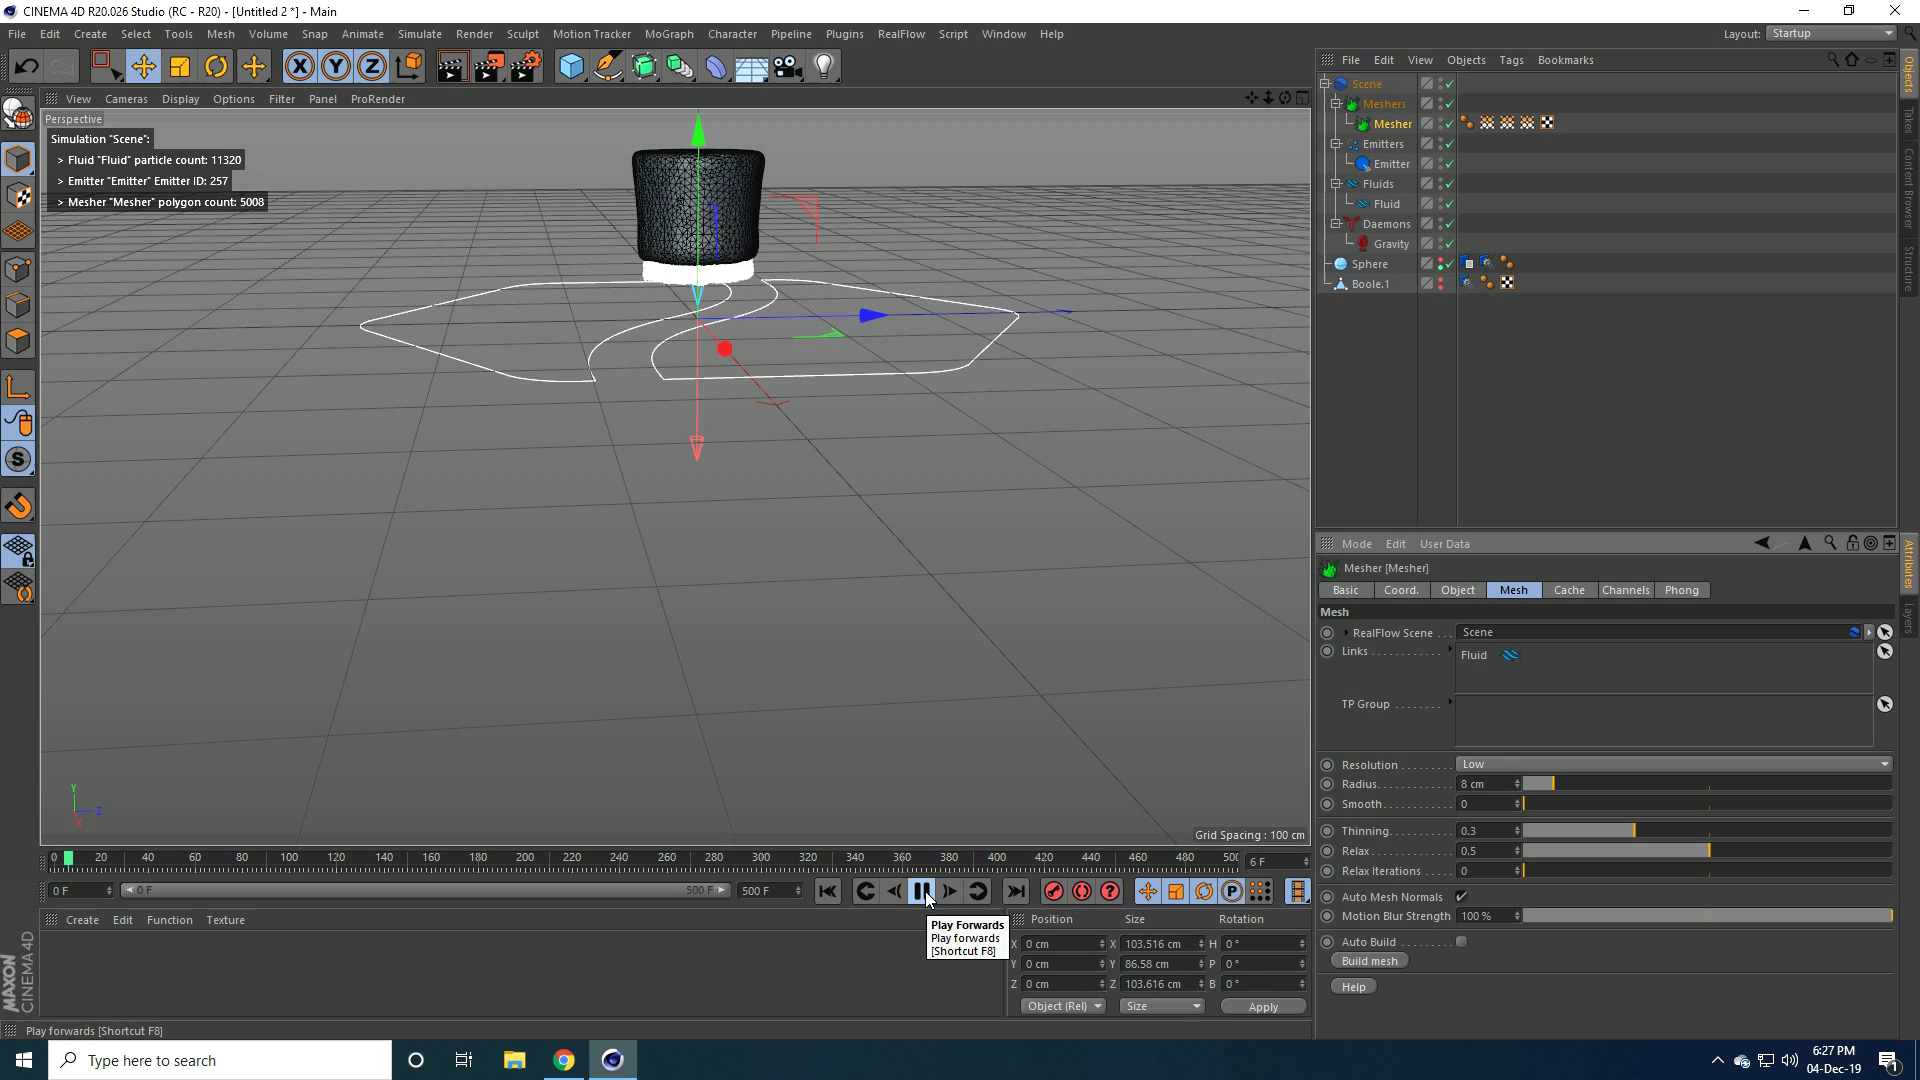 CINEMA 4D R20.026 Studio (RC - R20) - [Untitled 2 *] - Main
File Edit Create Select Tools Mesh Volume Snap Animate Simulate Render Sculpt Motion Tracker MoGraph Character Pipeline Plugins RealFlow Script Window Help
Layout: Startup
File Edit View Objects Tags Bookmarks
View Cameras Display Options Filter Panel ProRender
Perspective
Simulation "Scene":
> Fluid "Fluid" particle count: 11320
> Emitter "Emitter" Emitter ID: 257
> Mesher "Mesher" polygon count: 5008
Scene
Meshers
Mesher
Emitters
Emitter
Fluids
Fluid
Daemons
Gravity
Sphere
Boole.1
Objects
Takes
Content Browser
Structure
Y
Z
X
Grid Spacing : 100 cm
Mode Edit User Data
Mesher [Mesher]
Basic Coord. Object Mesh Cache Channels Phong
Mesh
RealFlow Scene . . . Scene
Links . . . . . . . . . . . Fluid
TP Group . . . . . . . .
Resolution . . . . . . . . Low
Radius. . . . . . . . . . . . 8 cm
Smooth. . . . . . . . . . . 0
Thinning. . . . . . . . . . 0.3
Relax . . . . . . . . . . . . 0.5
Relax Iterations . . . . 0
Auto Mesh Normals
Motion Blur Strength 100 %
Auto Build . . . . . . . .
Build mesh
Help
Attributes
Layers
0 20 40 60 80 100 120 140 160 180 200 220 240 260 280 300 320 340 360 380 400 420 440 460 480 50( 6 F
0 F 0 F 500 F 500 F
Create Edit Function Texture
Play Forwards
Play forwards
[Shortcut F8]
Position Size Rotation
X 0 cm X 103.516 cm H 0 °
Y 0 cm Y 86.58 cm P 0 °
Z 0 cm Z 103.616 cm B 0 °
Object (Rel) Size Apply
MAXON
CINEMA 4D
Play forwards [Shortcut F8]
Type here to search
6:27 PM
04-Dec-19
1